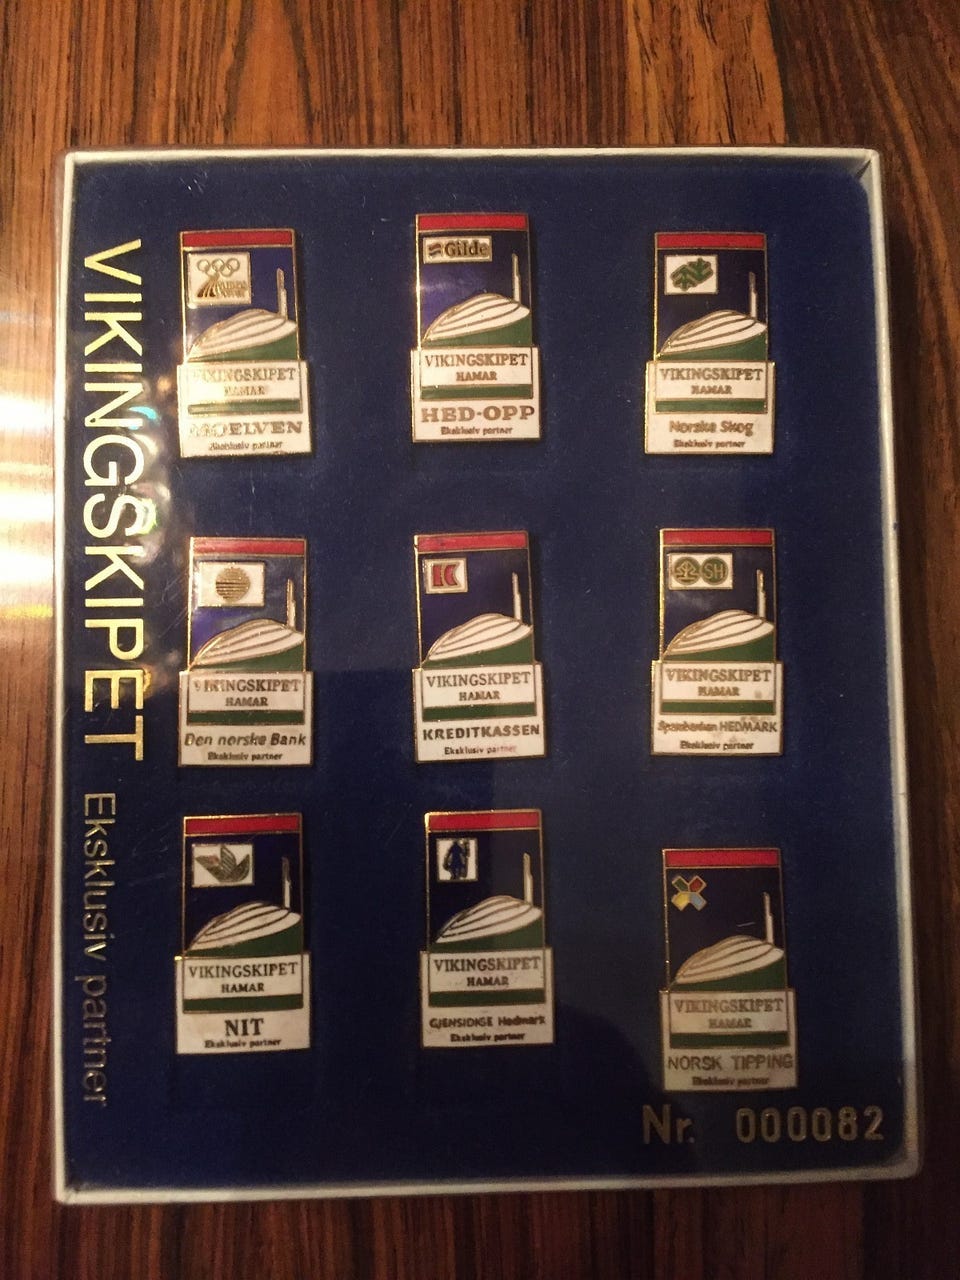 VIKINGSKIPET Eksklusiv partner
VIKINGSKIPET
HAMAR
MOELVEN
Eksklusiv partner
Gilde
VIKINGSKIPET
HAMAR
HED-OPP
Eksklusiv partner
VIKINGSKIPET
HAMAR
Norske Skog
Eksklusiv partner
VIKINGSKIPET
HAMAR
Den norske Bank
Eksklusiv partner
K
VIKINGSKIPET
HAMAR
KREDITKASSEN
Eksklusiv partner
SH
VIKINGSKIPET
HAMAR
Sparebanken HEDMARK
Eksklusiv partner
VIKINGSKIPET
HAMAR
NIT
Eksklusiv partner
VIKINGSKIPET
HAMAR
GJENSIDIGE Hedmark
Eksklusiv partner
VIKINGSKIPET
HAMAR
NORSK TIPPING
Eksklusiv partner
Nr. 000082